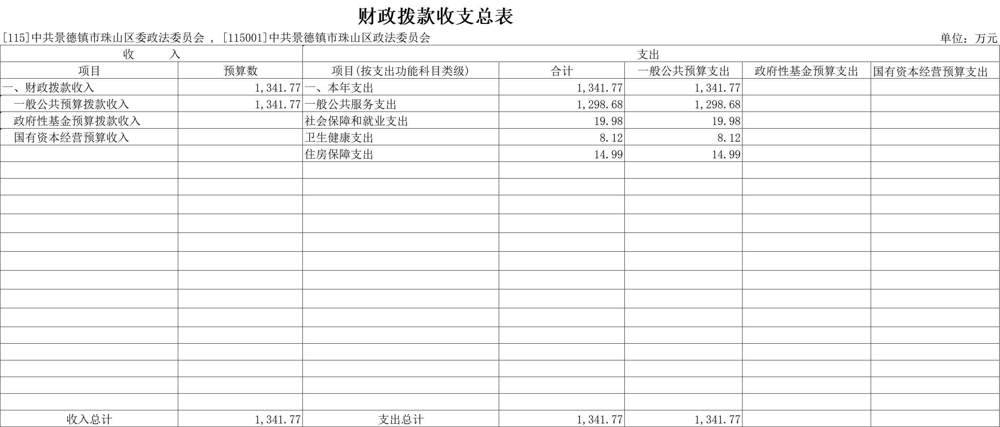 财政拨款收支总表
[115]中共景德镇市珠山区委政法委员会 , [115001]中共景德镇市珠山区政法委员会 单位：万元
收 入 支出
项目 预算数 项目(按支出功能科目类级) 合计 一般公共预算支出 政府性基金预算支出 国有资本经营预算支出
一、财政拨款收入 1,341.77 一、本年支出 1,341.77 1,341.77
一般公共预算拨款收入 1,341.77 一般公共服务支出 1,298.68 1,298.68
政府性基金预算拨款收入 社会保障和就业支出 19.98 19.98
国有资本经营预算收入 卫生健康支出 8.12 8.12
住房保障支出 14.99 14.99
收入总计 1,341.77 支出总计 1,341.77 1,341.77